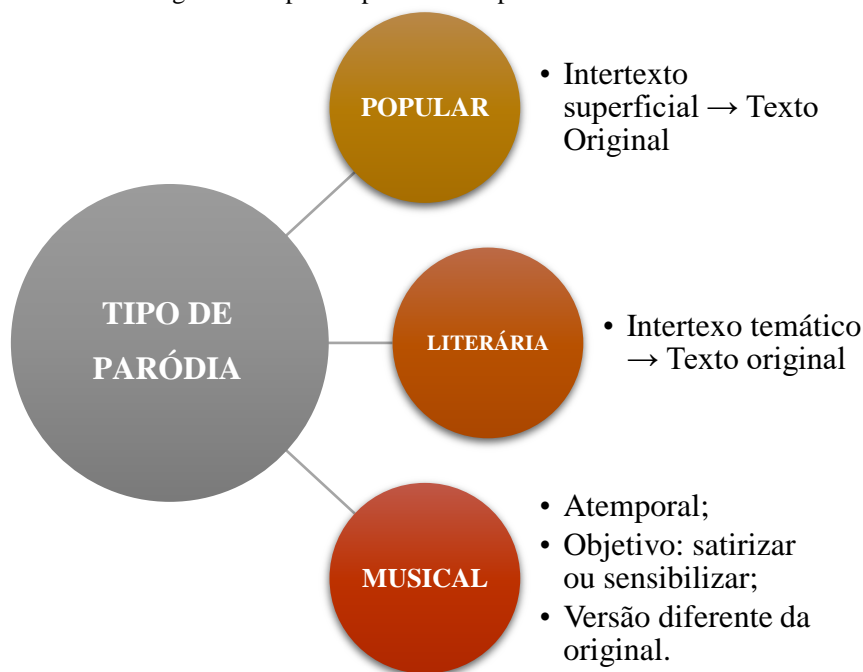 POPULAR
• Intertexto
superficial → Texto
Original
TIPO DE
PARÓDIA
LITERÁRIA
• Intertexo temático
→ Texto original
MUSICAL
• Atemporal;
• Objetivo: satirizar
ou sensibilizar;
• Versão diferente da
original.